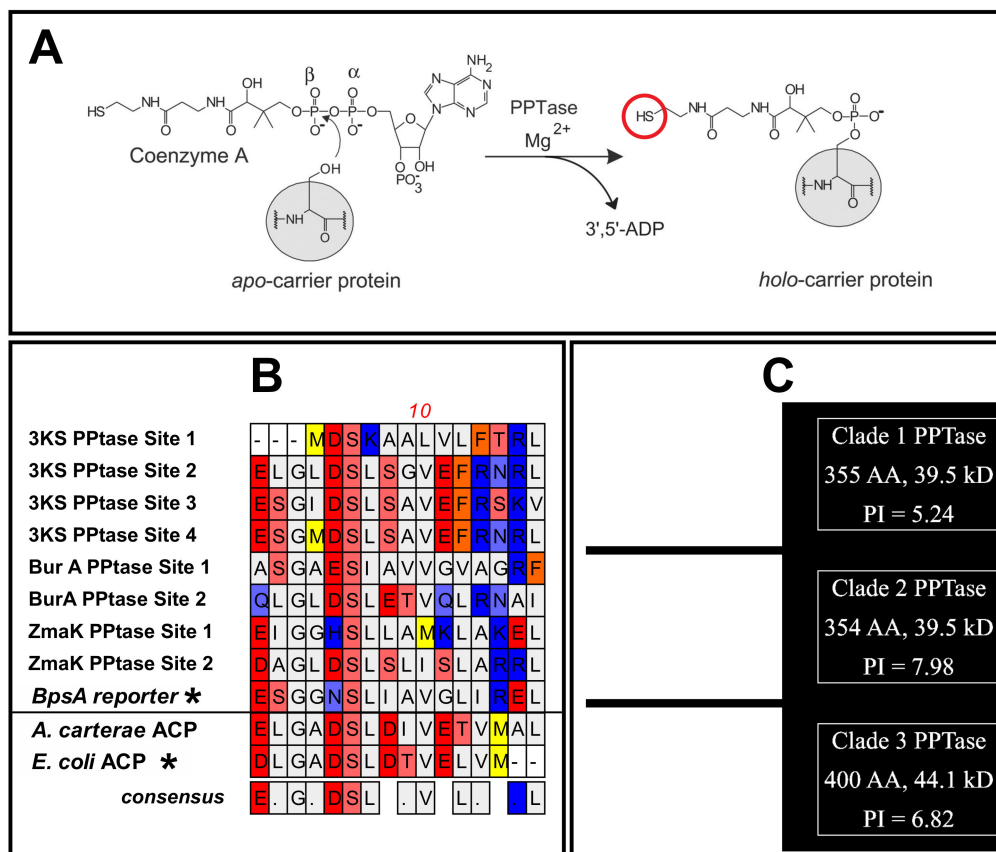 A
β α
NH₂
N
N
N
N
HS
NH
O
NH
O
OH
O
O
P
O⁻
O
O
P
O⁻
O
O
O OH
PO₃⁻
Coenzyme A
OH
NH
O
apo-carrier protein
PPTase
Mg²⁺
3',5'-ADP
HS
NH
O
NH
O
OH
O
O
P
O⁻
O
NH
O
holo-carrier protein
B
10
3KS PPtase Site 1 - - - M D S K A A L V L F T R L
3KS PPtase Site 2 E L G L D S L S G V E F R N R L
3KS PPtase Site 3 E S G I D S L S A V E F R S K V
3KS PPtase Site 4 E S G M D S L S A V E F R N R L
Bur A PPtase Site 1 A S G A E S I A V V G V A G R F
BurA PPtase Site 2 Q L G L D S L E T V Q L R N A I
ZmaK PPtase Site 1 E I G G H S L L A M K L A K E L
ZmaK PPtase Site 2 D A G L D S L S L I S L A R R L
BpsA reporter * E S G G N S L I A V G L I R E L
A. carterae ACP E L G A D S L D I V E T V M A L
E. coli ACP * D L G A D S L D T V E L V M - -
consensus E . G . D S L . V L . . L
C
Clade 1 PPTase
355 AA, 39.5 kD
PI = 5.24
Clade 2 PPTase
354 AA, 39.5 kD
PI = 7.98
Clade 3 PPTase
400 AA, 44.1 kD
PI = 6.82